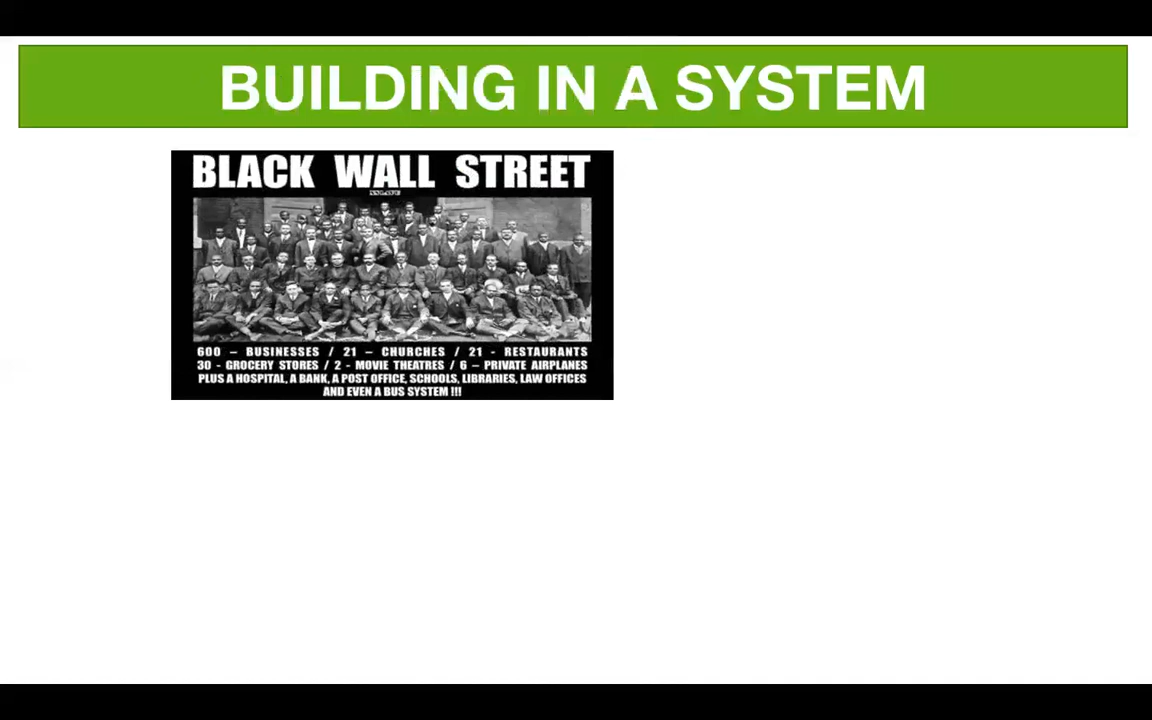 BUILDING IN A SYSTEM
BLACK WALL STREET
600 – BUSINESSES / 21 – CHURCHES / 21 - RESTAURANTS
30 - GROCERY STORES / 2 - MOVIE THEATRES / 6 – PRIVATE AIRPLANES
PLUS A HOSPITAL, A BANK, A POST OFFICE, SCHOOLS, LIBRARIES, LAW OFFICES
AND EVEN A BUS SYSTEM !!!